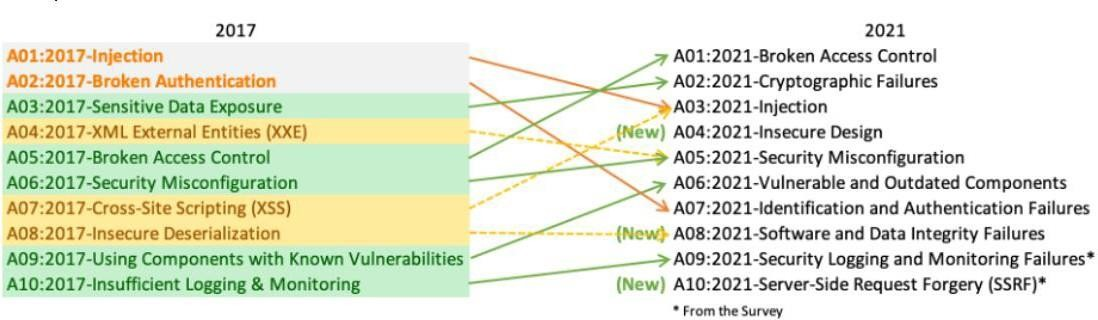 2017 2021
A01:2017-Injection A01:2021-Broken Access Control
A02:2017-Broken Authentication A02:2021-Cryptographic Failures
A03:2017-Sensitive Data Exposure A03:2021-Injection
A04:2017-XML External Entities (XXE) (New) A04:2021-Insecure Design
A05:2017-Broken Access Control A05:2021-Security Misconfiguration
A06:2017-Security Misconfiguration A06:2021-Vulnerable and Outdated Components
A07:2017-Cross-Site Scripting (XSS) A07:2021-Identification and Authentication Failures
A08:2017-Insecure Deserialization (New) A08:2021-Software and Data Integrity Failures
A09:2017-Using Components with Known Vulnerabilities A09:2021-Security Logging and Monitoring Failures*
A10:2017-Insufficient Logging & Monitoring (New) A10:2021-Server-Side Request Forgery (SSRF)*
* From the Survey